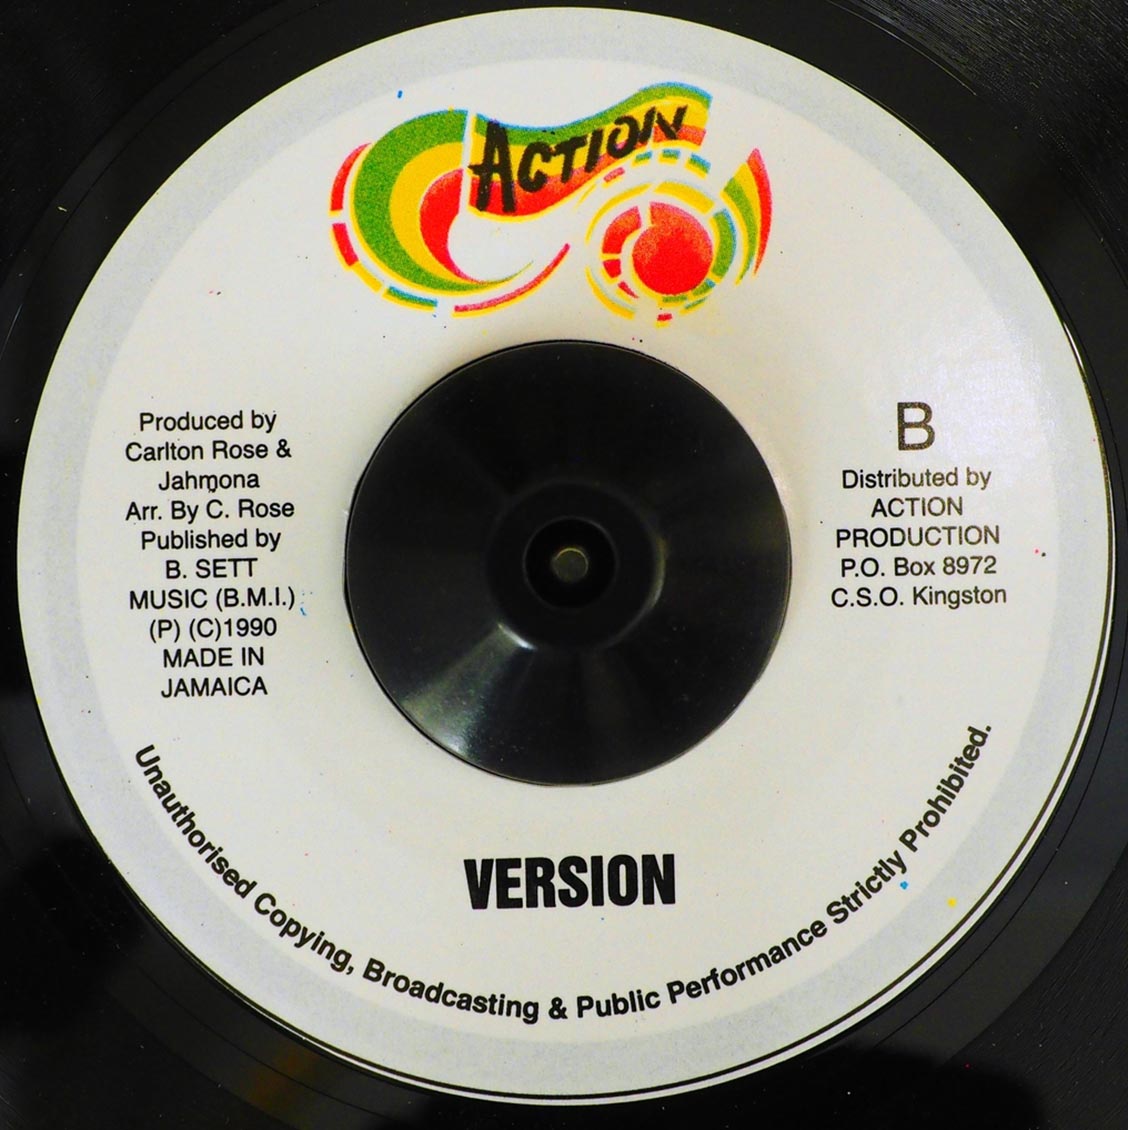 ACTION
Produced by
Carlton Rose &
Jahmona
Arr. By C. Rose
Published by
B. SETT
MUSIC (B.M.I.)
(P) (C)1990
MADE IN
JAMAICA
B
Distributed by
ACTION
PRODUCTION
P.O. Box 8972
C.S.O. Kingston
VERSION
Unauthorised Copying, Broadcasting & Public Performance Strictly Prohibited.